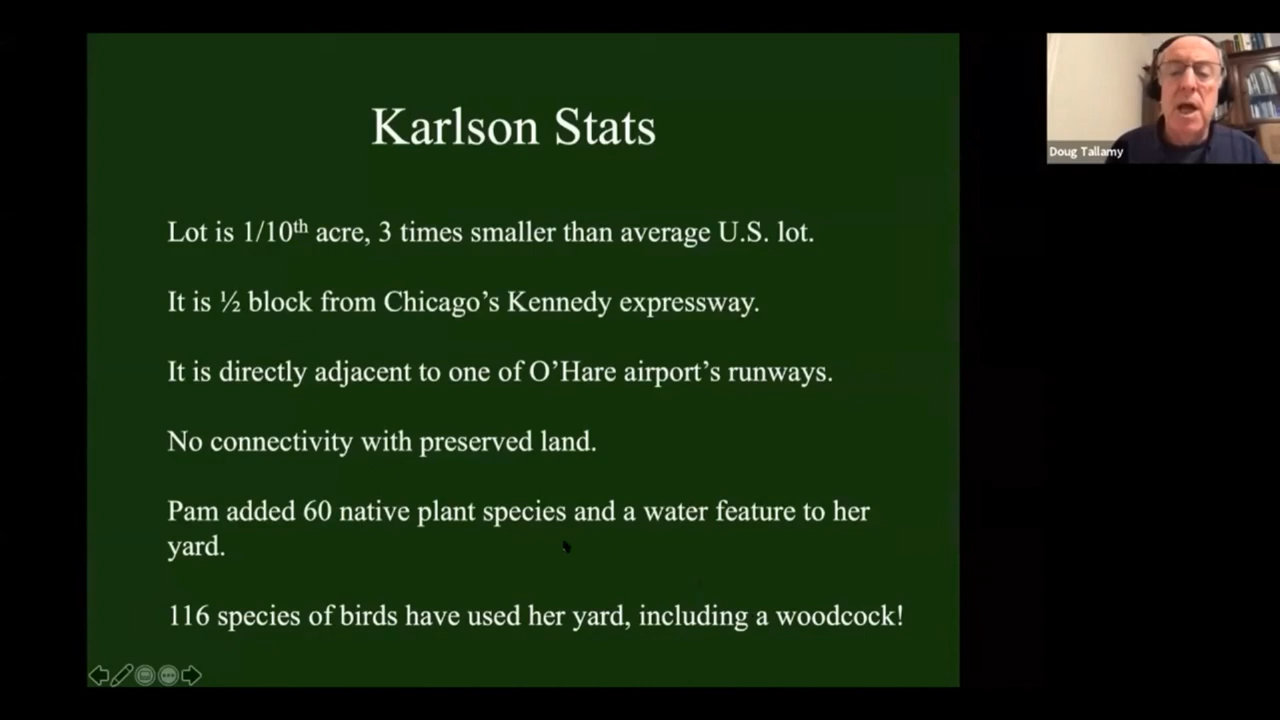 Karlson Stats
Doug Tallamy
Lot is 1/10th acre, 3 times smaller than average U.S. lot.
It is ½ block from Chicago’s Kennedy expressway.
It is directly adjacent to one of O’Hare airport’s runways.
No connectivity with preserved land.
Pam added 60 native plant species and a water feature to her
yard.
116 species of birds have used her yard, including a woodcock!